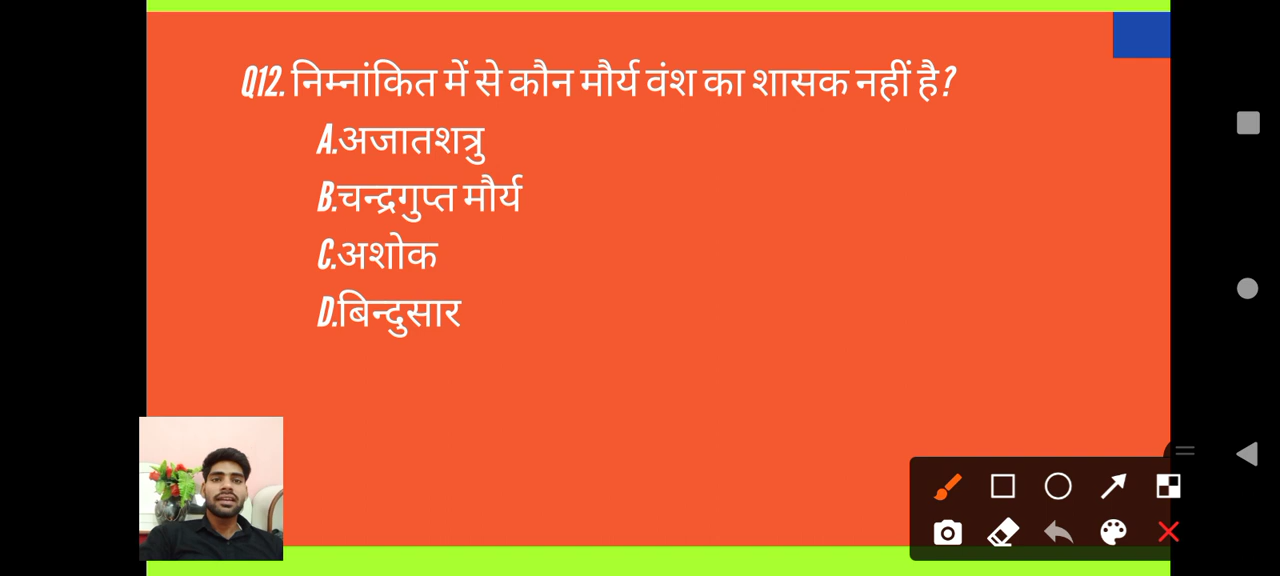 Q12. निम्नांकित में से कौन मौर्य वंश का शासक नहीं है?
A.अजातशत्रु
B.चन्द्रगुप्त मौर्य
C.अशोक
D.बिन्दुसार